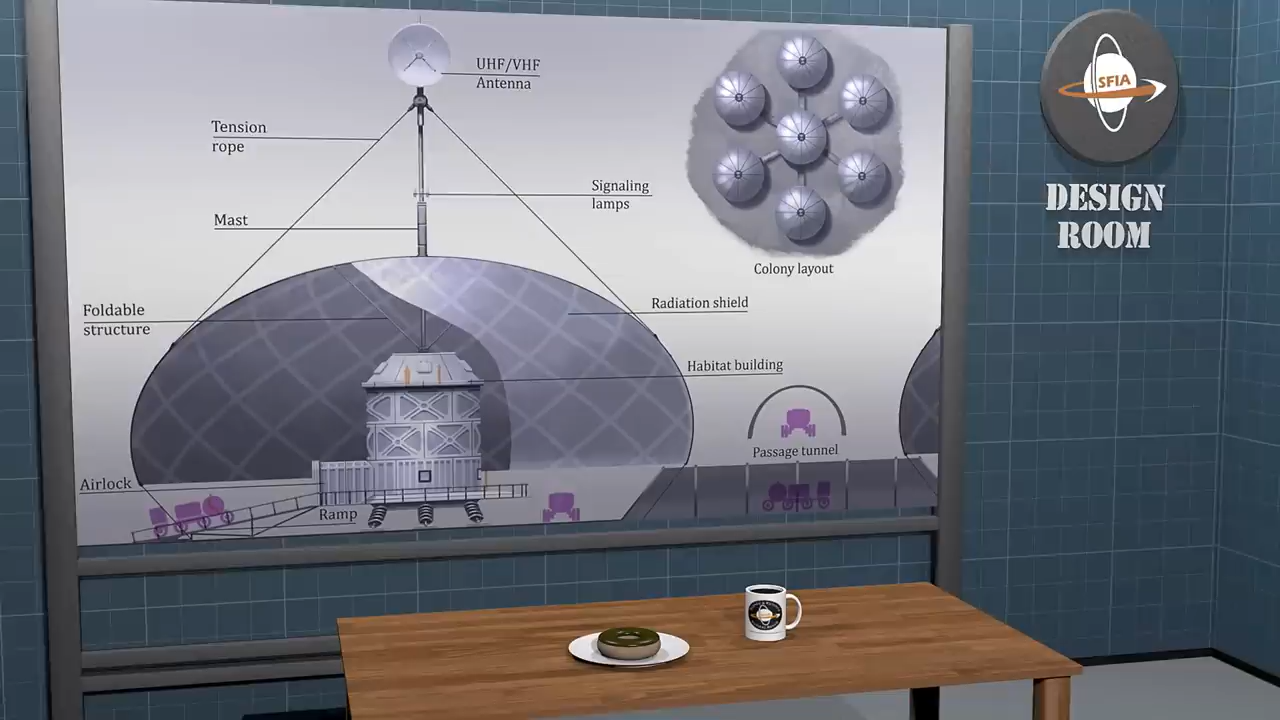 UHF/VHF
Antenna
Tension
rope
Signaling
lamps
Mast
Colony layout
Foldable
structure
Radiation shield
Habitat building
Passage tunnel
Airlock
Ramp
SFIA
DESIGN
ROOM